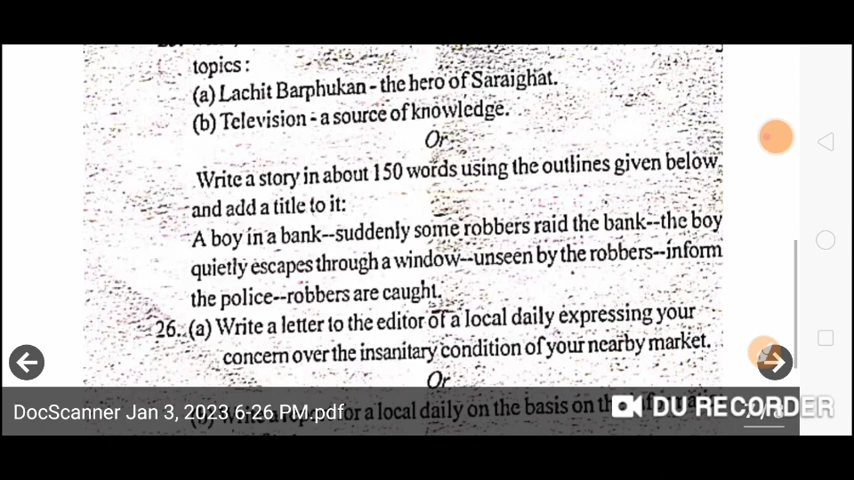 topics :
(a) Lachit Barphukan - the hero of Saraighat.
(b) Television - a source of knowledge.
Or
Write a story in about 150 words using the outlines given below
and add a title to it:
A boy in a bank--suddenly some robbers raid the bank--the boy
quietly escapes through a window--unseen by the robbers--inform
the police--robbers are caught.
26. (a) Write a letter to the editor of a local daily expressing your
concern over the insanitary condition of your nearby market.
Or
for a local daily on the basis on
DocScanner Jan 3, 2023 6-26 PM.pdf
DU RECORDER